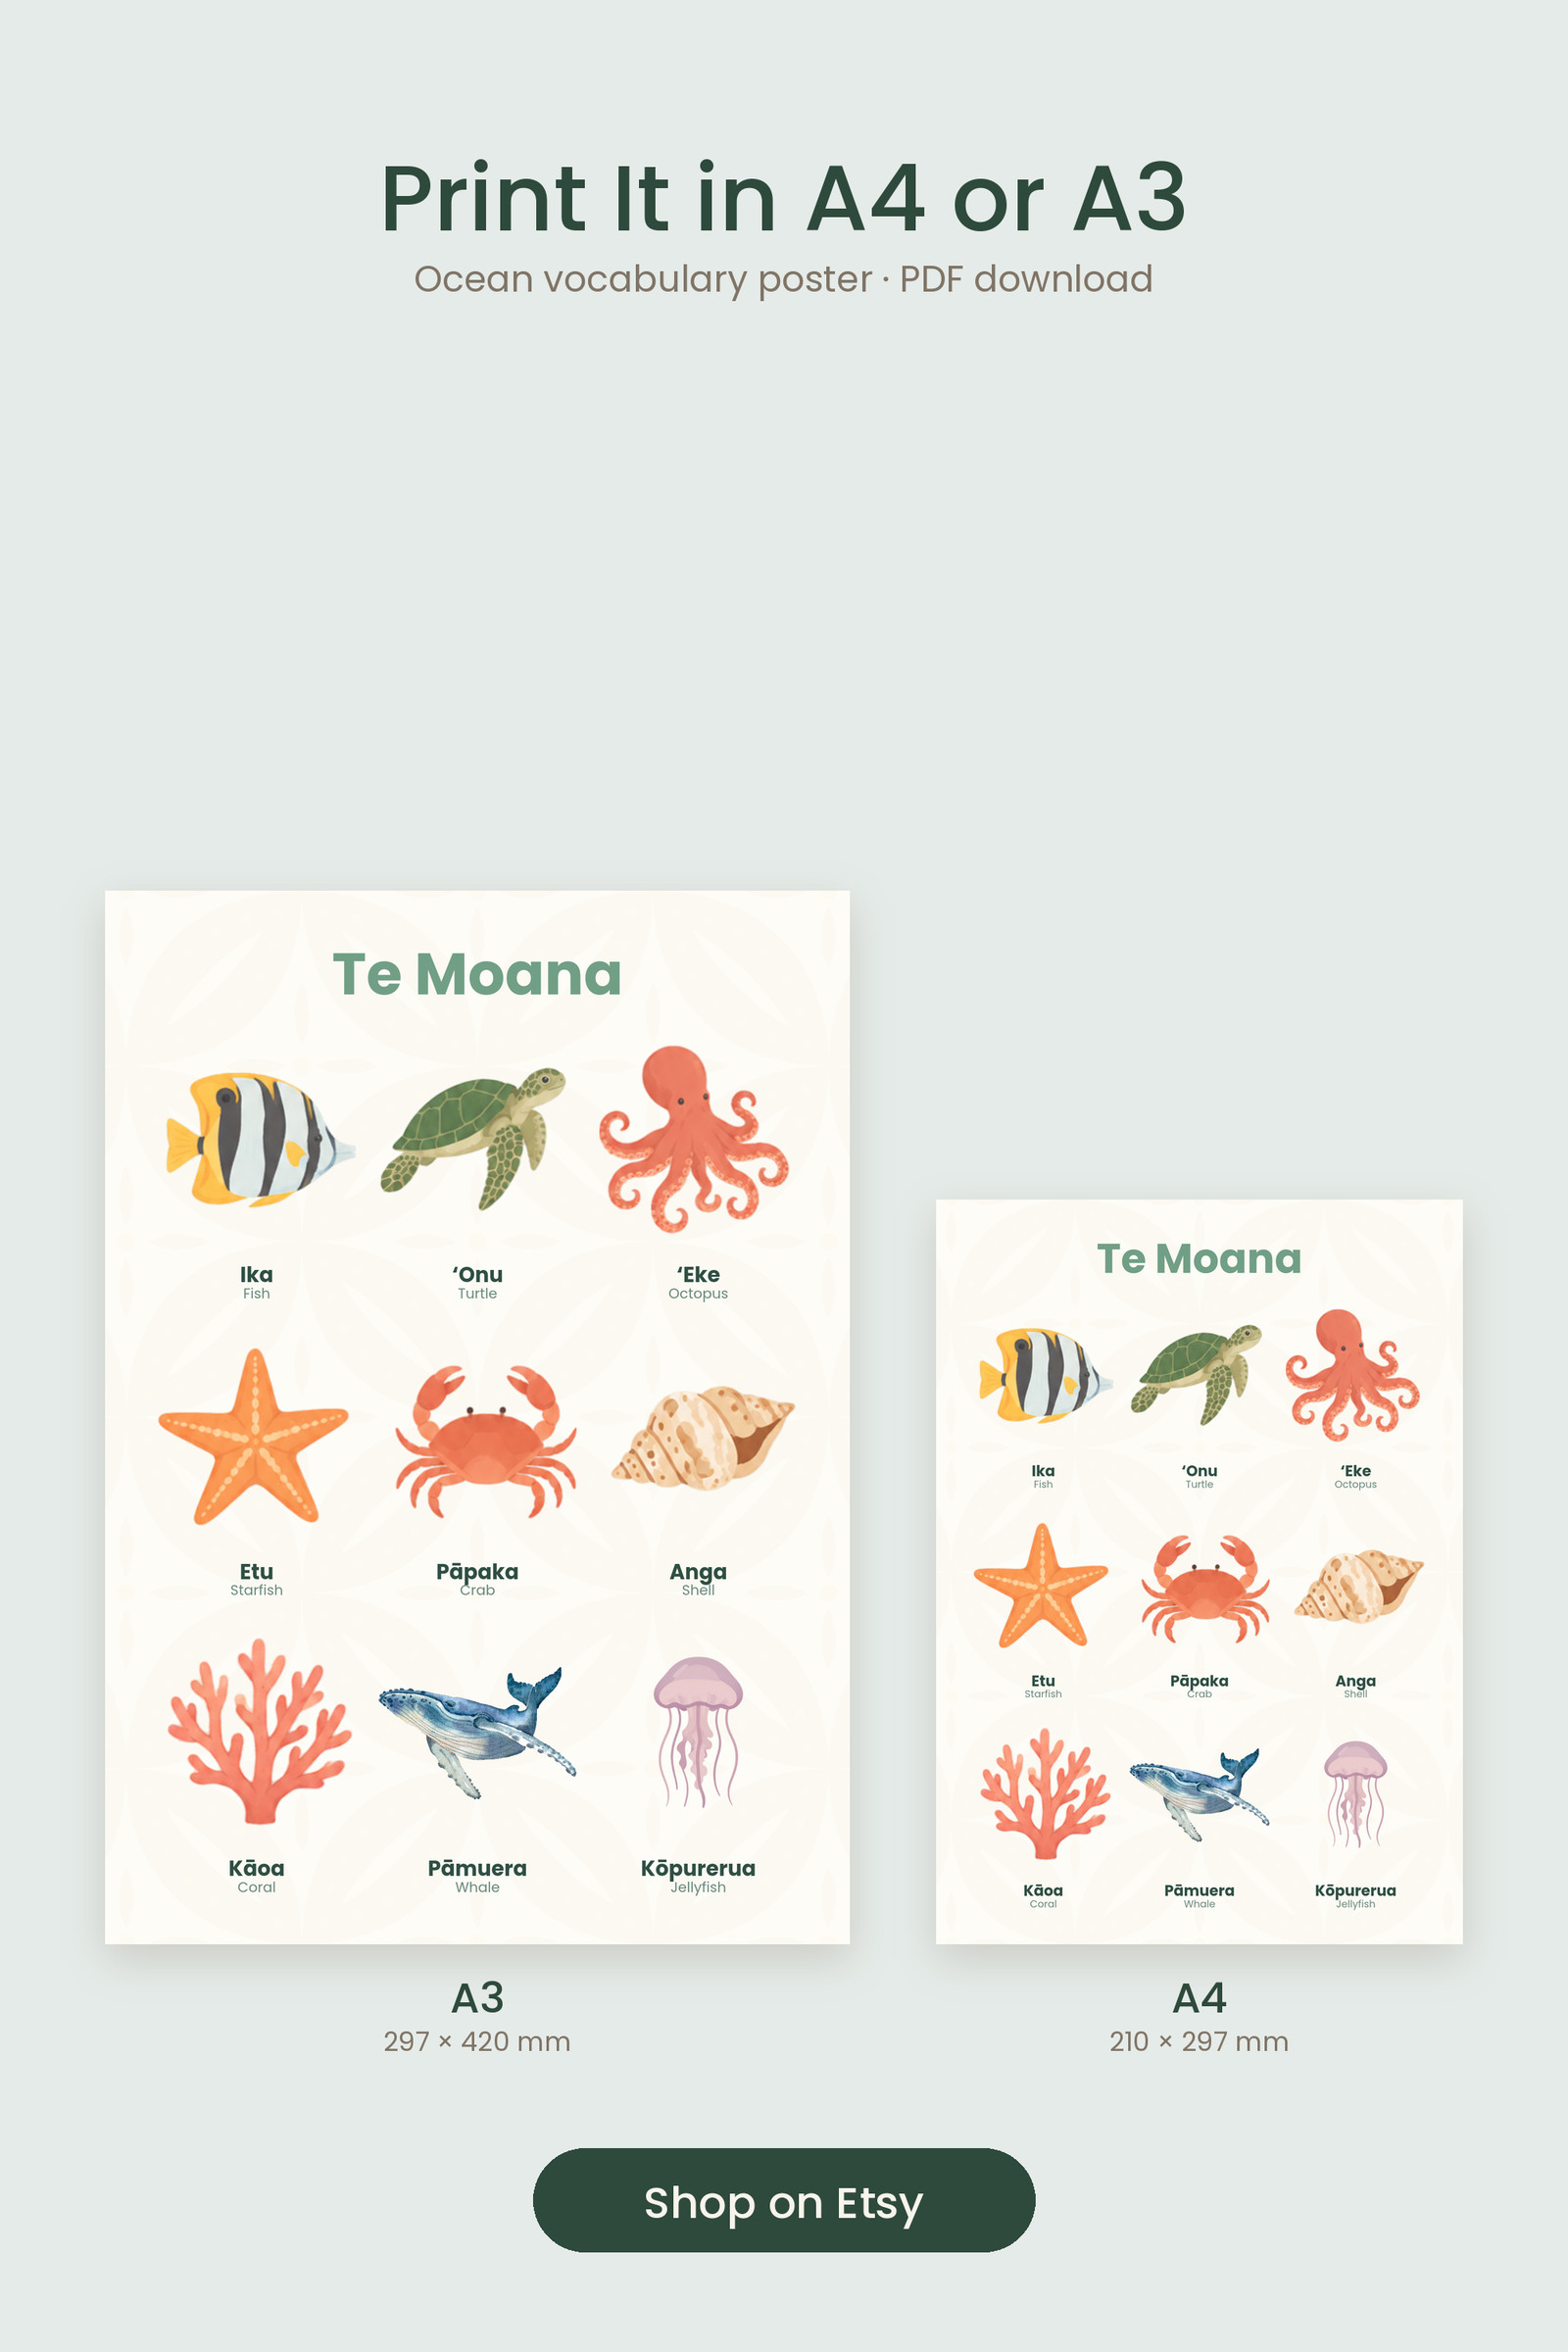 Print It in A4 or A3
Ocean vocabulary poster · PDF download
Te Moana
Ika
Fish
ʻOnu
Turtle
ʻEke
Octopus
Etu
Starfish
Pāpaka
Crab
Anga
Shell
Kāoa
Coral
Pāmuera
Whale
Kōpurerua
Jellyfish
A3
297 × 420 mm
Te Moana
Ika
Fish
ʻOnu
Turtle
ʻEke
Octopus
Etu
Starfish
Pāpaka
Crab
Anga
Shell
Kāoa
Coral
Pāmuera
Whale
Kōpurerua
Jellyfish
A4
210 × 297 mm
Shop on Etsy